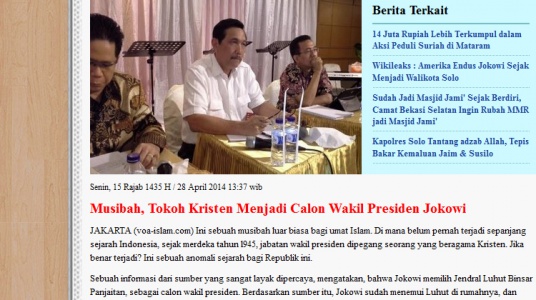 Berita Terkait
14 Juta Rupiah Lebih Terkumpul dalam
Aksi Peduli Suriah di Mataram
Wikileaks : Amerika Endus Jokowi Sejak
Menjadi Walikota Solo
Sudah Jadi Masjid Jami' Sejak Berdiri,
Camat Bekasi Selatan Ingin Rubah MMR
jadi Masjid Jami'
Kapolres Solo Tantang adzab Allah, Tepis
Bakar Kemaluan Jaim & Susilo
Senin, 15 Rajab 1435 H / 28 April 2014 13:37 wib
Musibah, Tokoh Kristen Menjadi Calon Wakil Presiden Jokowi
JAKARTA (voa-islam.com) Ini sebuah musibah luar biasa bagi umat Islam. Di mana belum pernah terjadi sepanjang
sejarah Indonesia, sejak merdeka tahun l945, jabatan wakil presiden dipegang seorang yang beragama Kristen. Jika
benar terjadi? Ini sebuah anomali sejarah bagi Republik ini.
Sebuah informasi dari sumber yang sangat layak dipercaya, mengatakan, bahwa Jokowi memilih Jendral Luhut Binsar
Panjaitan, sebagai calon wakil presiden. Berdasarkan sumber itu, Jokowi sudah menemui Luhut di rumahnya, dan